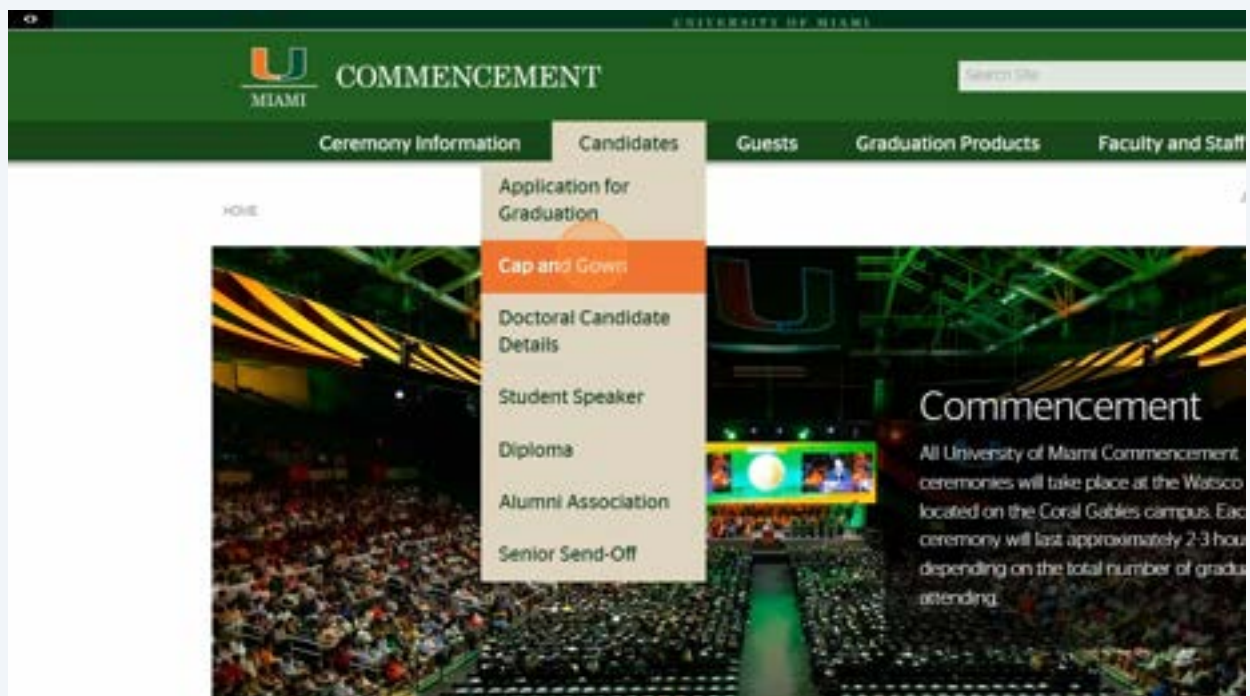 UNIVERSITY OF MIAMI
MIAMI
COMMENCEMENT
Search Site
Ceremony Information
Candidates
Guests
Graduation Products
Faculty and Staff
HOME
Application for
Graduation
Cap and Gown
Doctoral Candidate
Details
Student Speaker
Diploma
Alumni Association
Senior Send-Off
Commencement
All University of Miami Commencement
ceremonies will take place at the Watsco
located on the Coral Gables campus. Eac
ceremony will last approximately 2-3 hou
depending on the total number of gradua
attending.